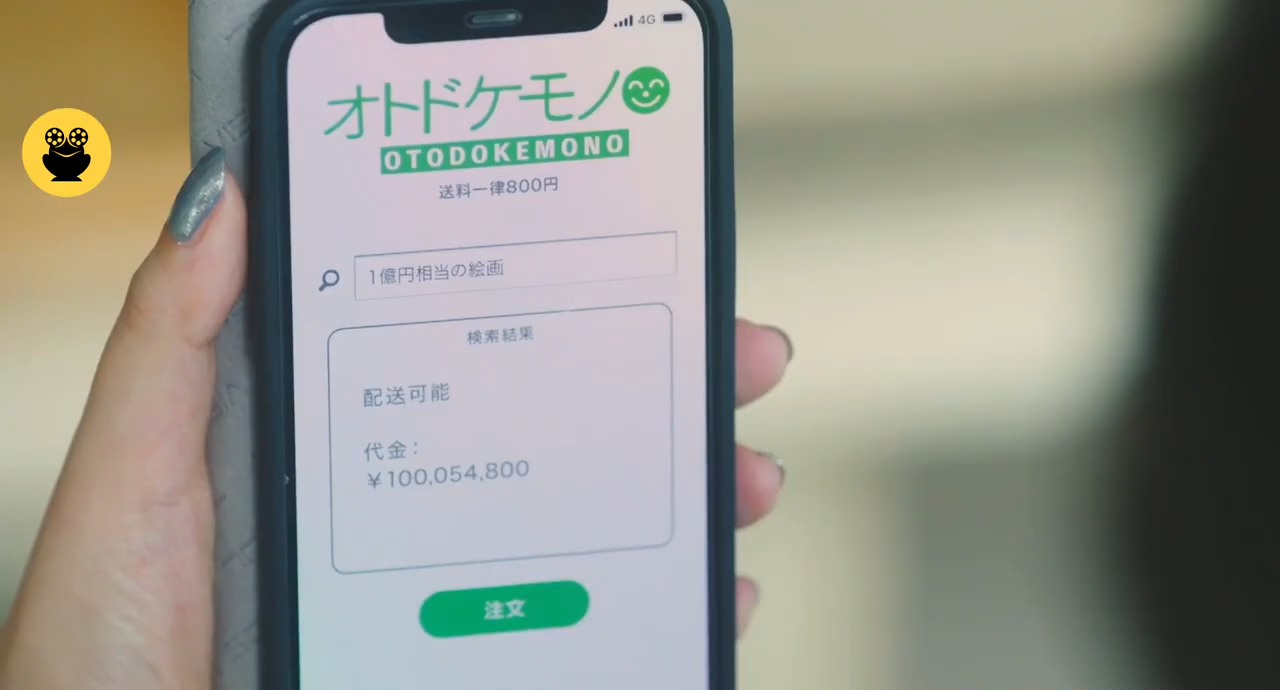 4G
オトドケモノ
OTODOKEMONO
送料一律800円
1億円相当の絵画
検索結果
配送可能
代金：
￥100,054,800
注文